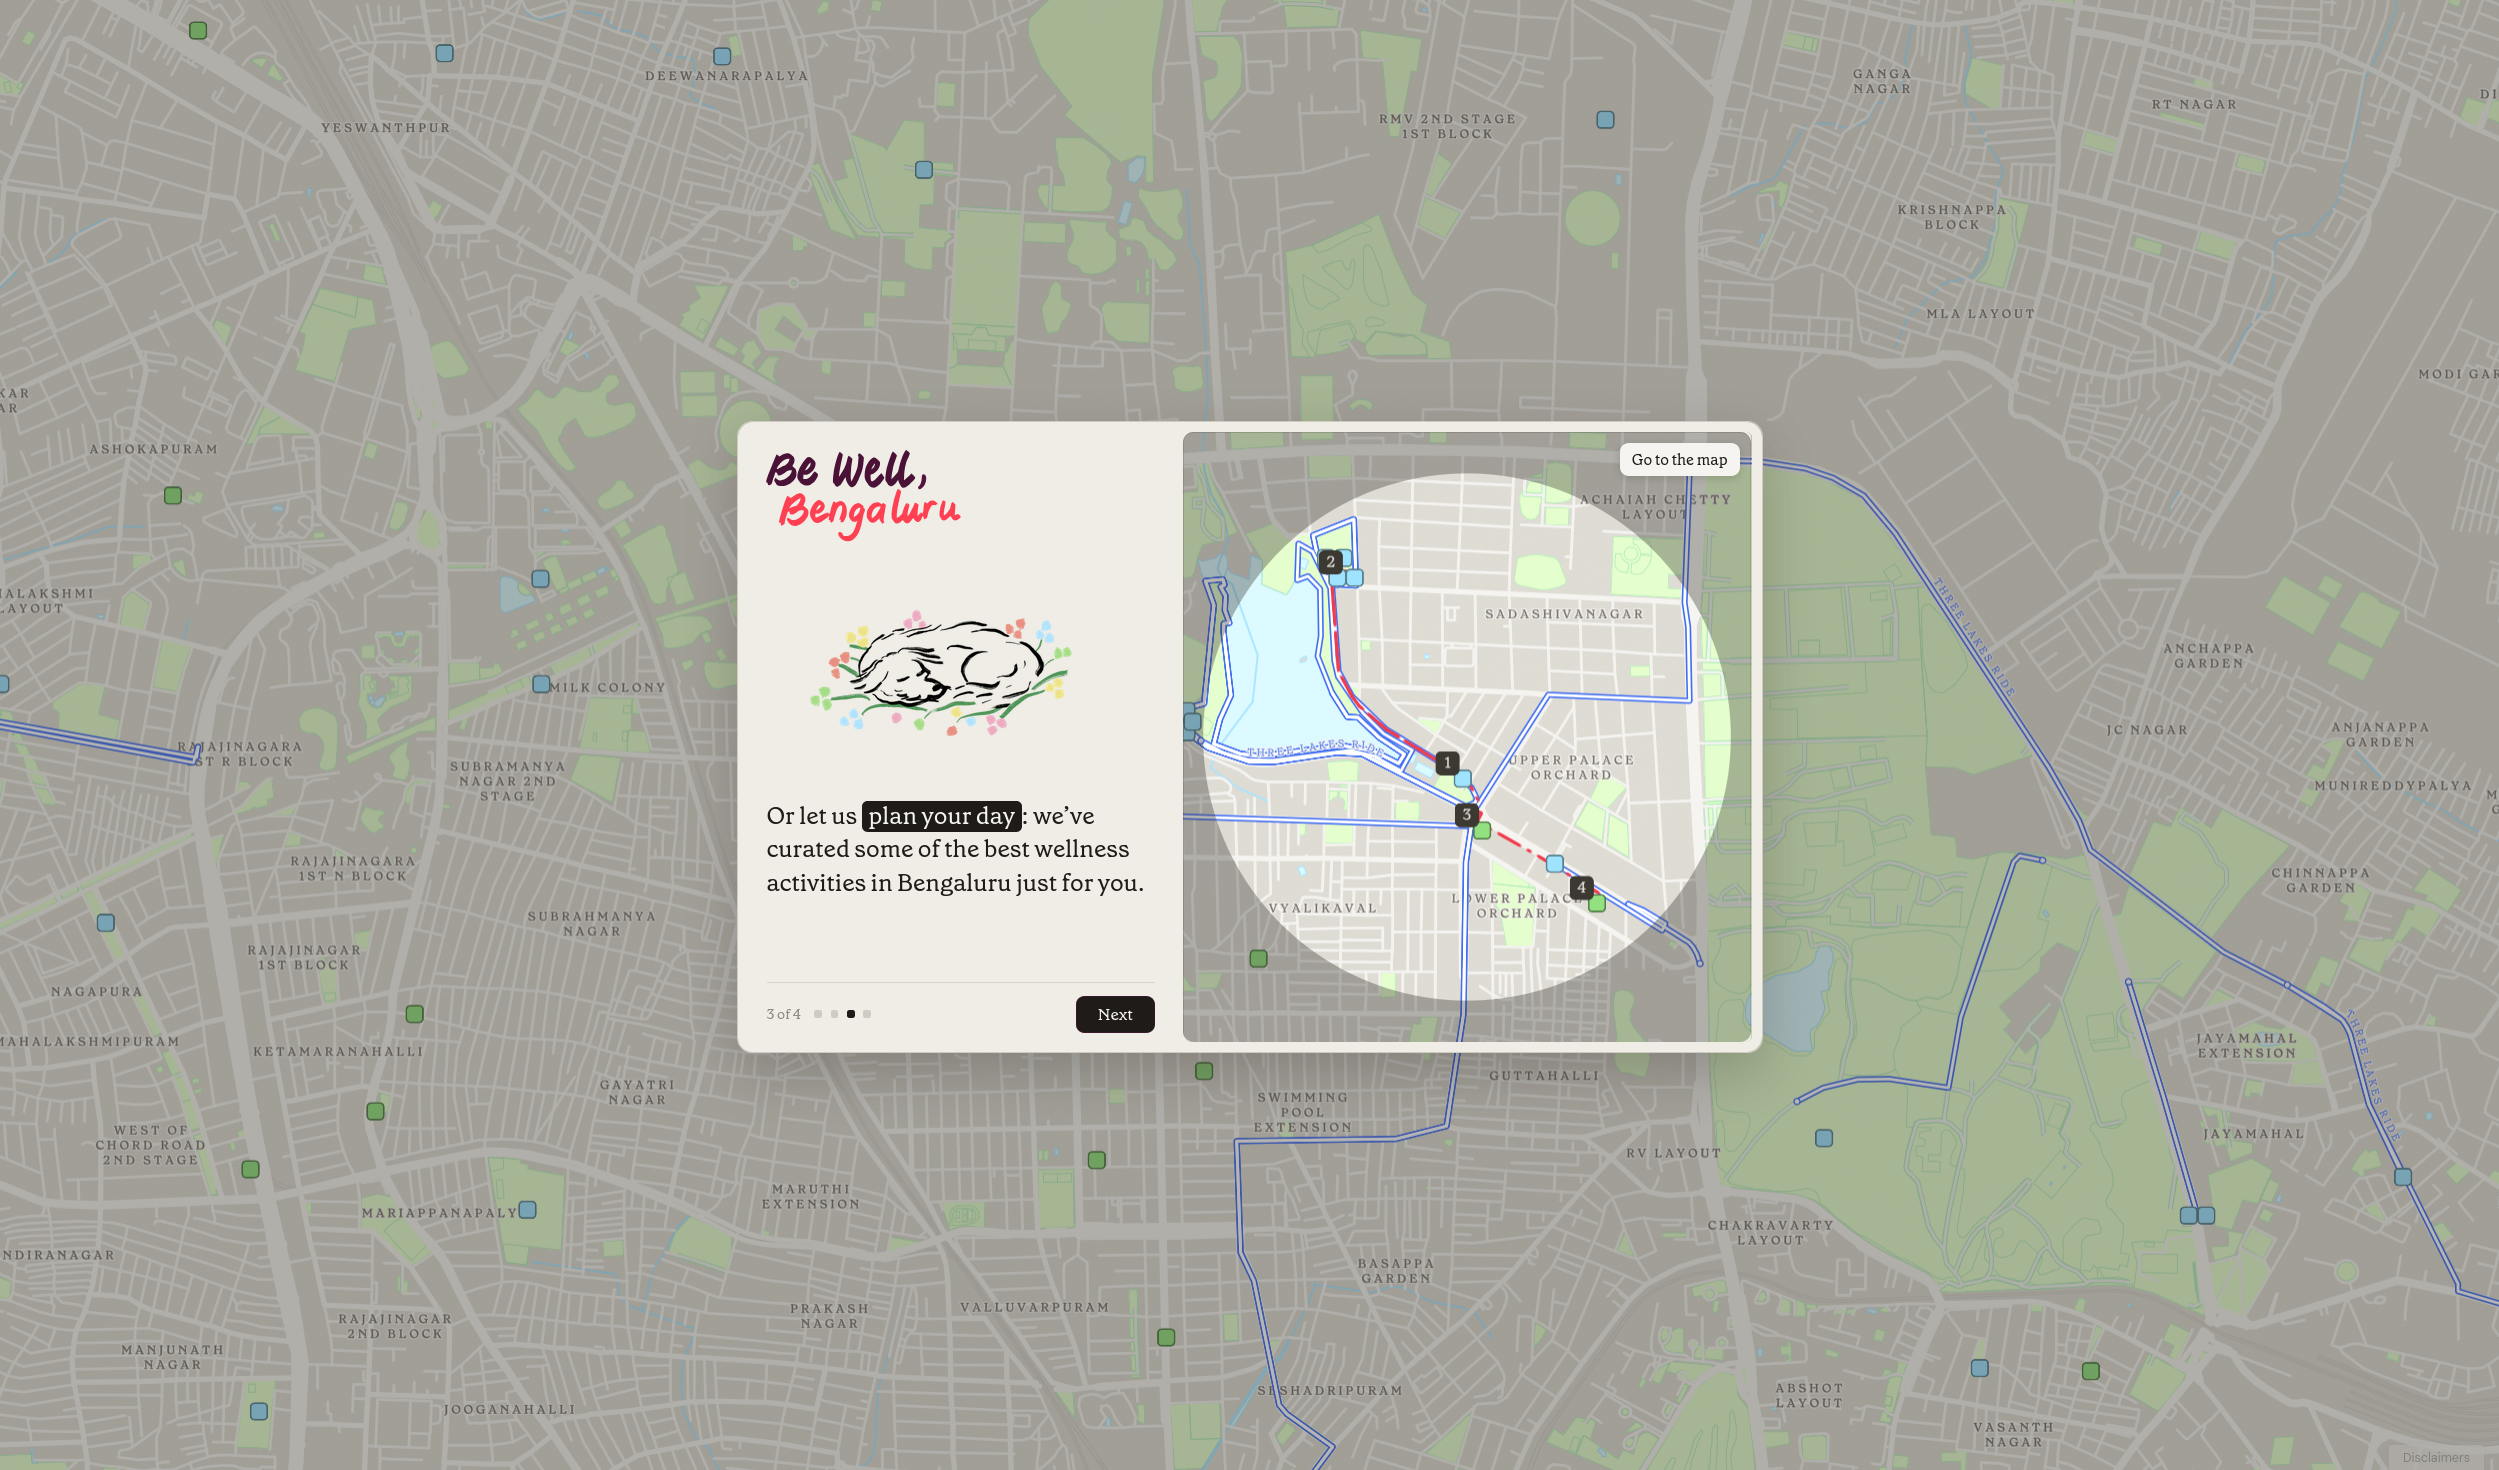 DEEWANARAPALYA
YESWANTHPUR
GANGA
NAGAR
RT NAGAR
RMV 2ND STAGE
1ST BLOCK
KRISHNAPPA
BLOCK
MLA LAYOUT
ASHOKAPURAM
LAYOUT
MILK COLONY
ST R BLOCK
SUBRAMANYA
NAGAR 2ND
STAGE
RAJAJINAGARA
1ST N BLOCK
SUBRAHMANYA
NAGAR
RAJAJINAGAR
1ST BLOCK
NAGAPURA
KETAMARANAHALLI
GAYATRI
NAGAR
WEST OF
CHORD ROAD
2ND STAGE
MARIAPPANAPALY
Be Well,
Bengaluru
Or let us plan your day: we’ve
curated some of the best wellness
activities in Bengaluru just for you.
3 of 4
Next
Go to the map
ACHAIAH CHETTY
LAYOUT
2
SADASHIVANAGAR
THREE LAKES RIDE
1
UPPER PALACE
ORCHARD
3
4
LOWER PALACE
ORCHARD
VYALIKAVAL
THREE LAKES RIDE
ANCHAPPA
GARDEN
JC NAGAR
ANJANAPPA
GARDEN
MUNIREDDYPALYA
CHINNAPPA
GARDEN
THREE LAKES RIDE
JAYAMAHAL
EXTENSION
JAYAMAHAL
GUTTAHALLI
SWIMMING
POOL
EXTENSION
RV LAYOUT
MARUTHI
EXTENSION
CHAKRAVARTY
LAYOUT
BASAPPA
GARDEN
PRAKASH
NAGAR
VALLUVARPURAM
RAJAJINAGAR
2ND BLOCK
MANJUNATH
NAGAR
JOOGANAHALLI
SESHADRIPURAM
ABSHOT
LAYOUT
VASANTH
NAGAR
Disclaimers